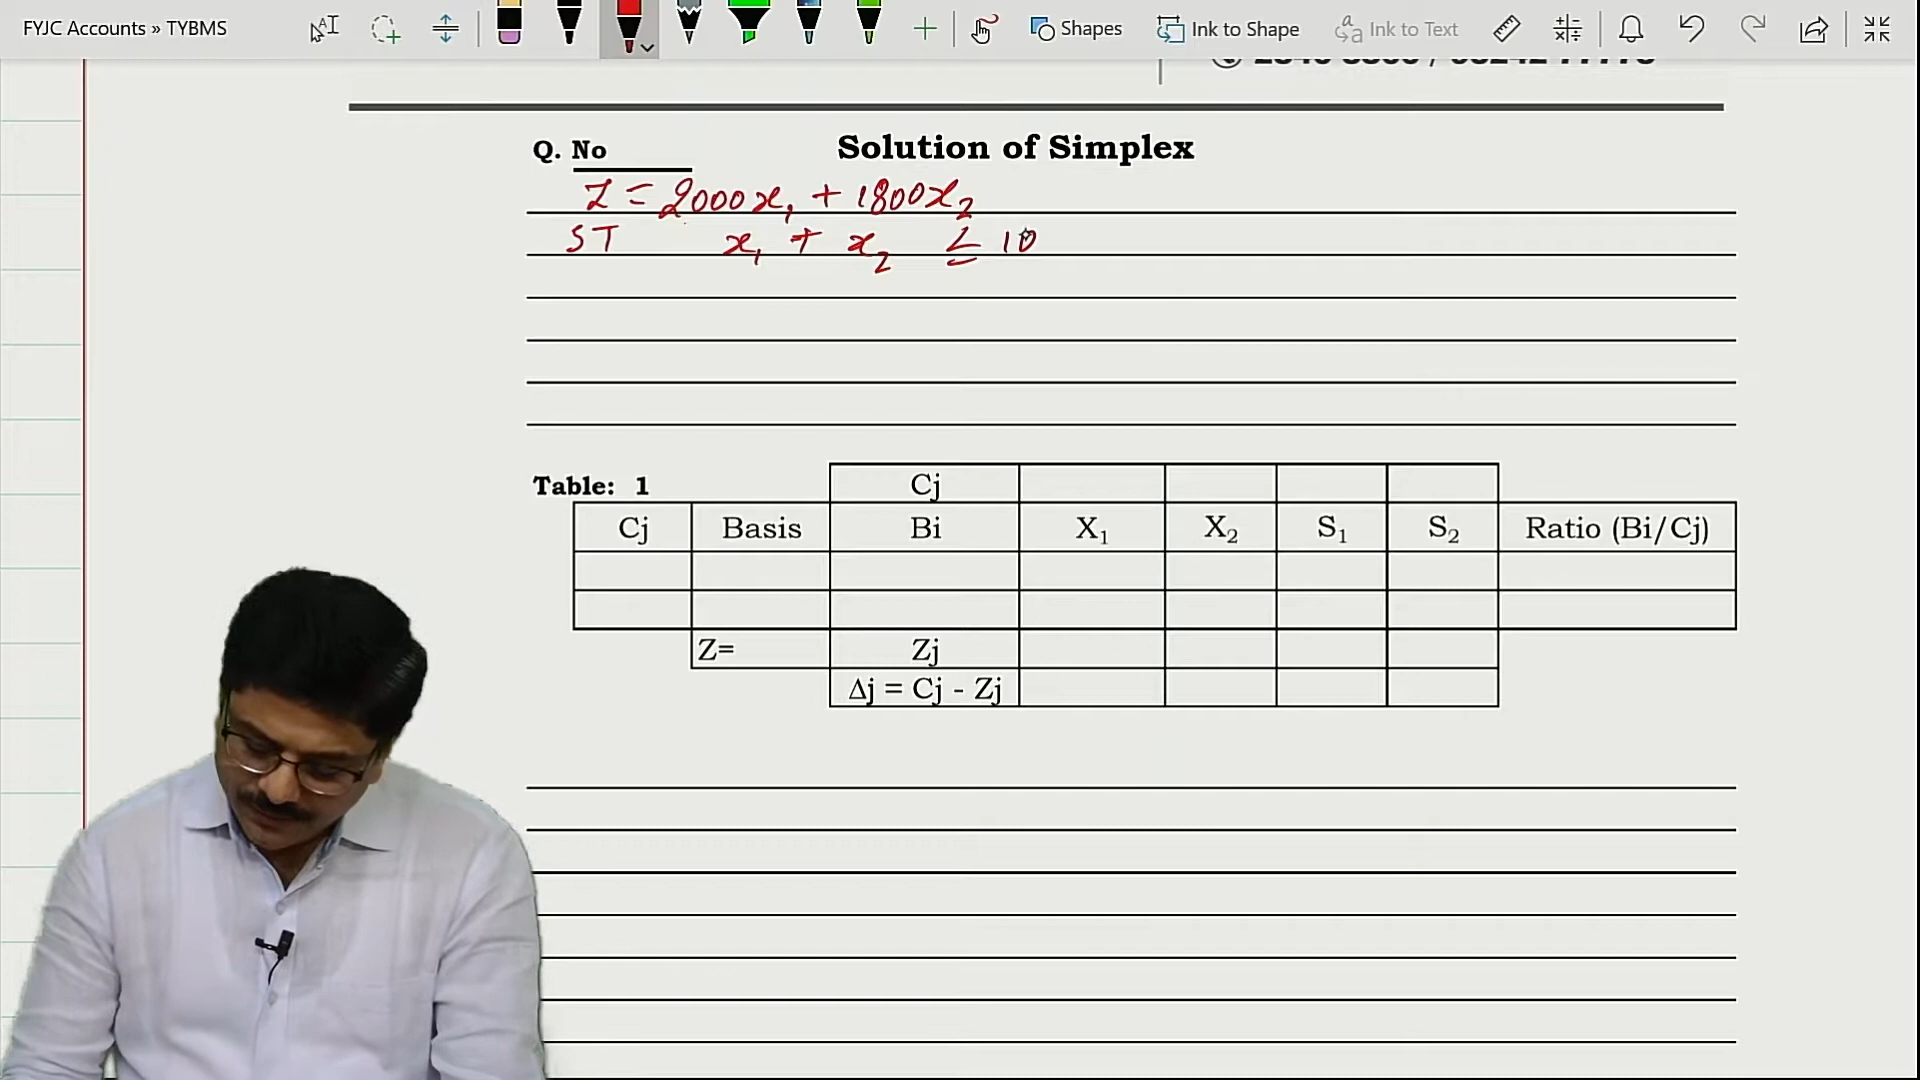 FYJC Accounts » TYBMS Shapes Ink to Shape Ink to Text
Q. No Solution of Simplex
Z = 2000x₁ + 1800x₂
ST x₁ + x₂ ≤ 10
Table: 1 Cj
Cj Basis Bi X₁ X₂ S₁ S₂ Ratio (Bi/Cj)
Z= Zj
Δj = Cj - Zj